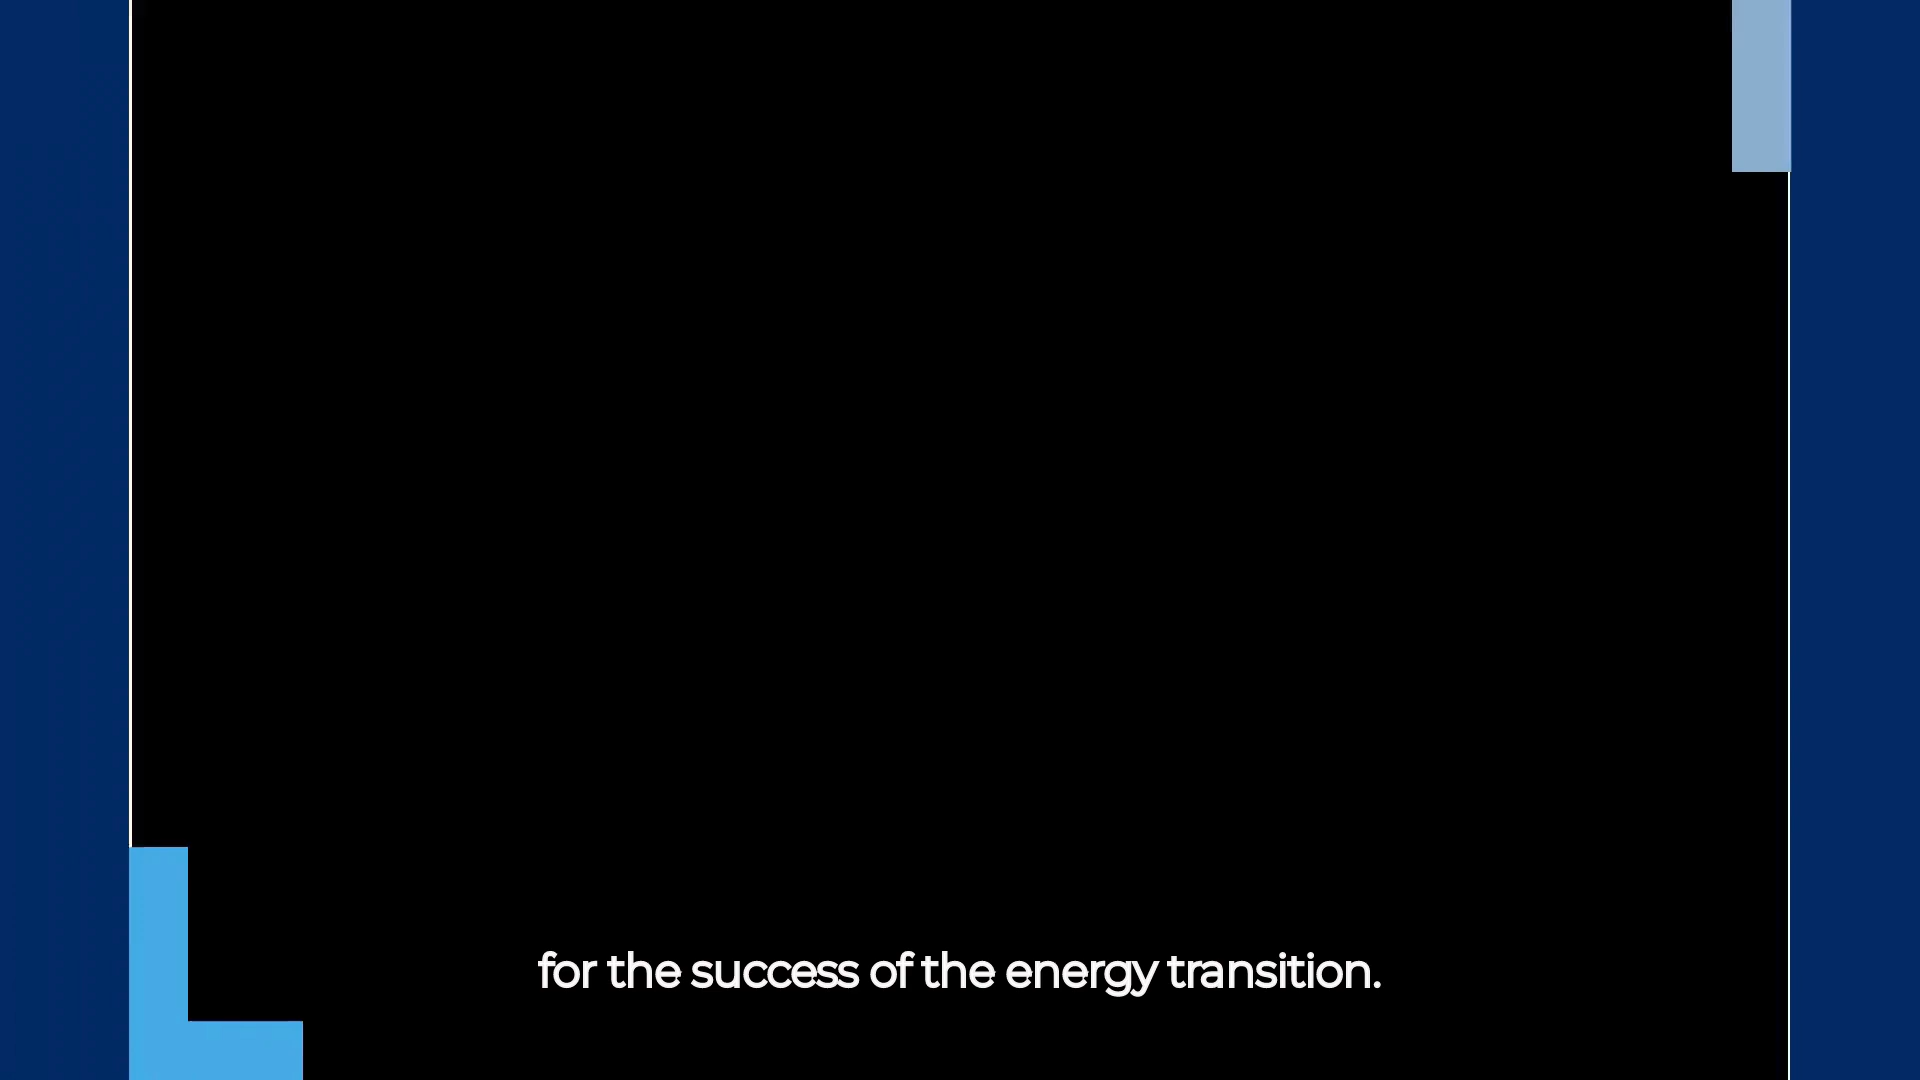 for the success of the energy transition.